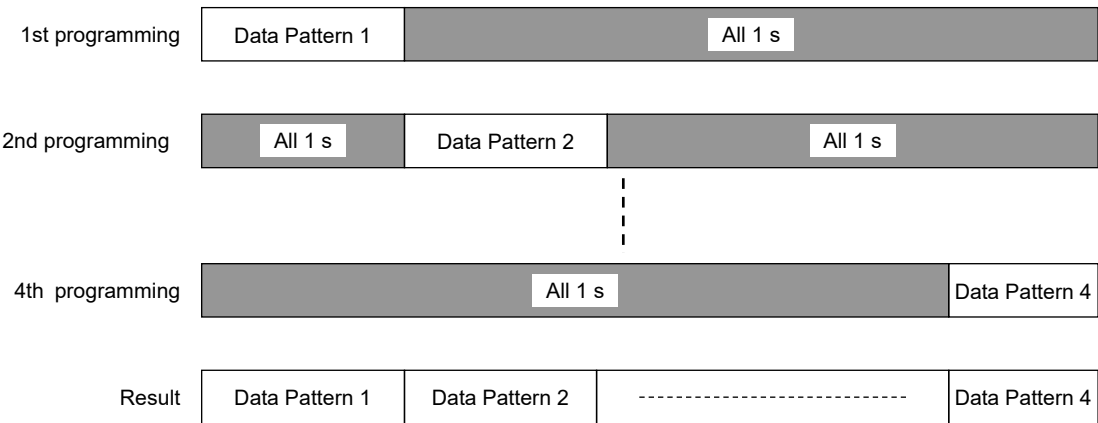 1st programming Data Pattern 1 All 1 s
2nd programming All 1 s Data Pattern 2 All 1 s
4th programming All 1 s Data Pattern 4
Result Data Pattern 1 Data Pattern 2 Data Pattern 4